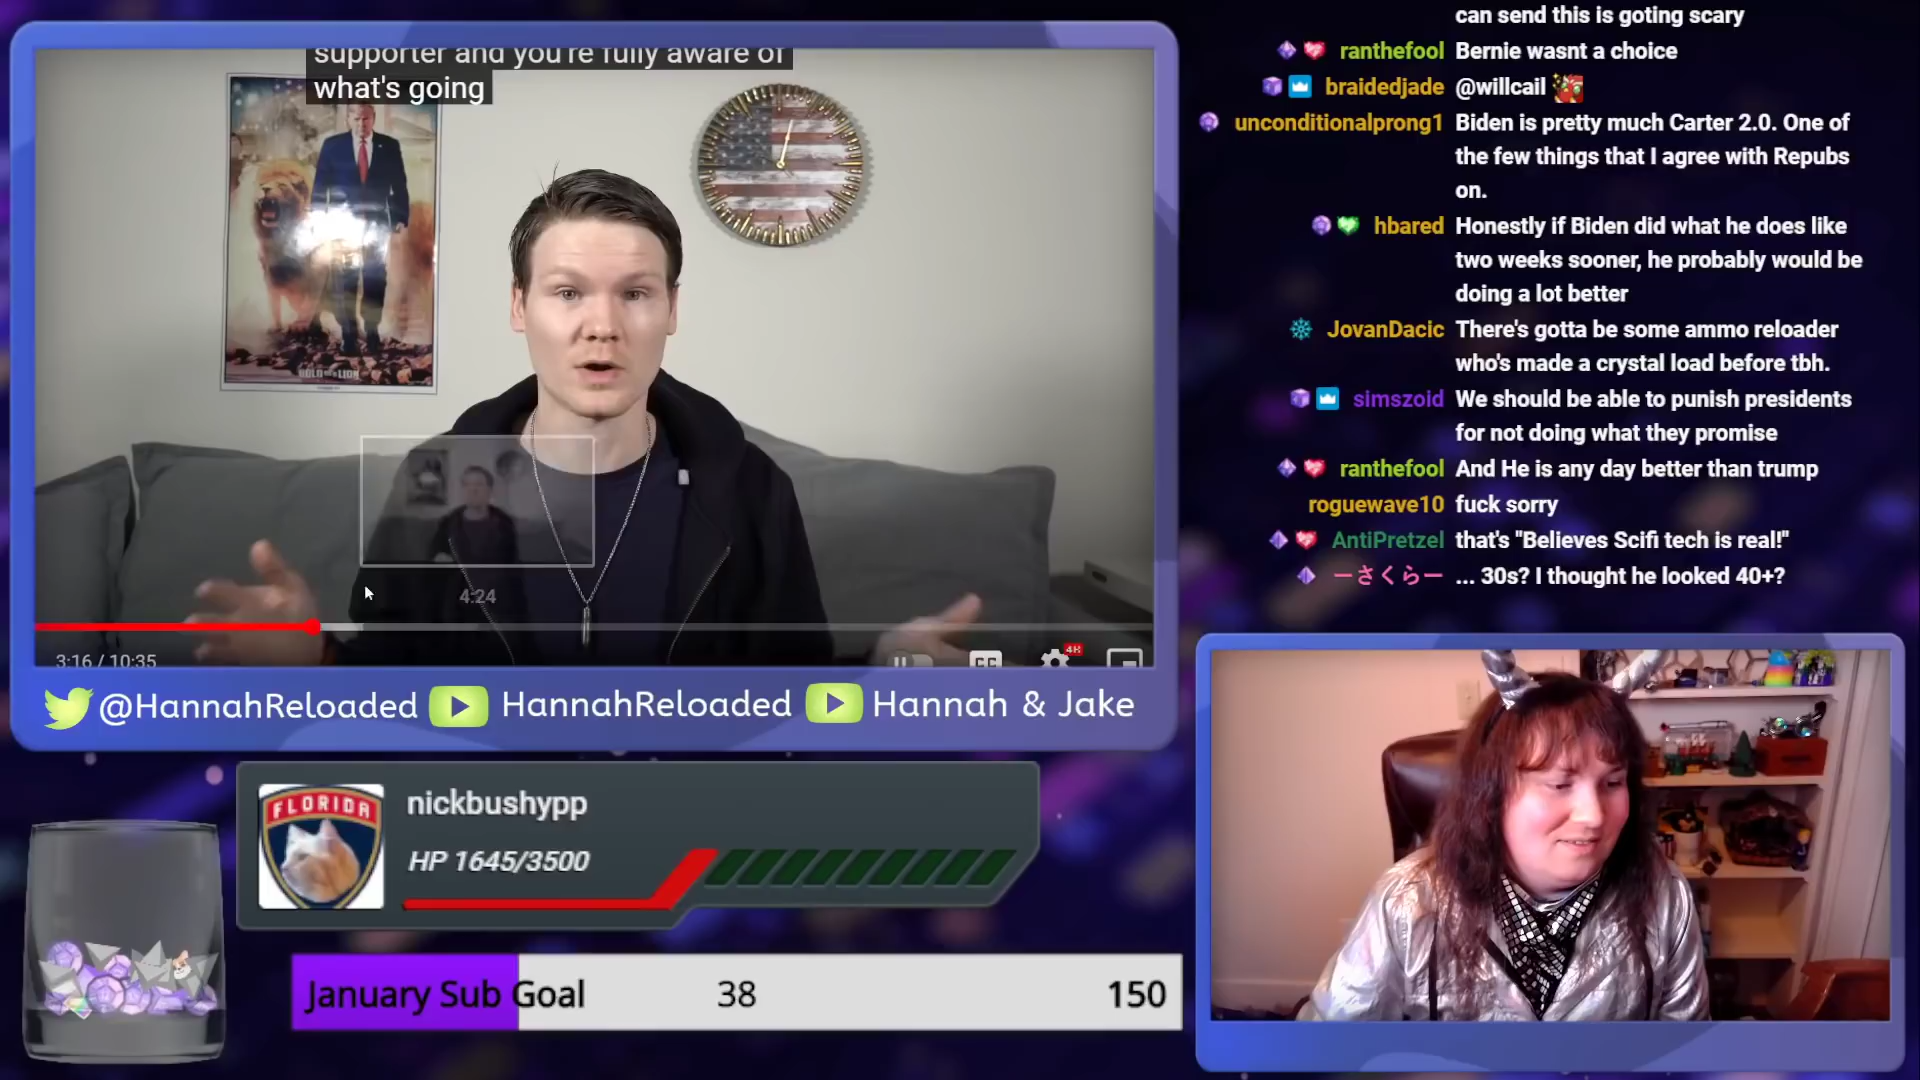 supporter and you're fully aware of
what's going
4:24
3:16 / 10:35
CC
4K
@HannahReloaded
HannahReloaded
Hannah & Jake
FLORIDA
nickbushypp
HP 1645/3500
January Sub Goal
38
150
can send this is goting scary
ranthefool Bernie wasnt a choice
braidedjade @willcail
unconditionalprong1 Biden is pretty much Carter 2.0. One of
the few things that I agree with Repubs
on.
hbared Honestly if Biden did what he does like
two weeks sooner, he probably would be
doing a lot better
JovanDacic There's gotta be some ammo reloader
who's made a crystal load before tbh.
simszoid We should be able to punish presidents
for not doing what they promise
ranthefool And He is any day better than trump
roguewave10 fuck sorry
AntiPretzel that's "Believes Scifi tech is real!"
ーさくらー ... 30s? I thought he looked 40+?